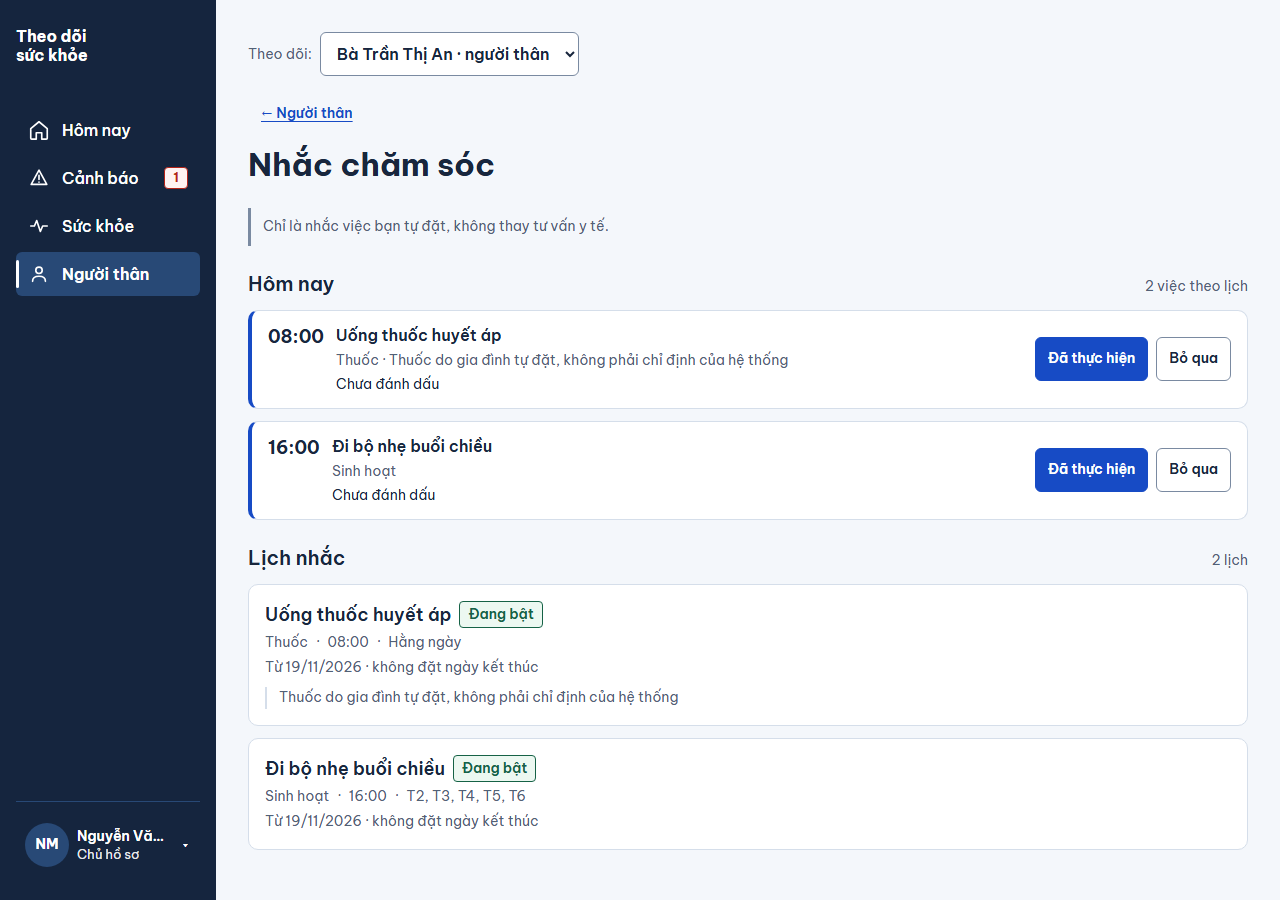 Theo dõi
sức khỏe
Hôm nay
Cảnh báo 1
Sức khỏe
Người thân
Nguyễn Vă...
NM
Chủ hồ sơ
Theo dõi: Bà Trần Thị An · người thân
← Người thân
Nhắc chăm sóc
Chỉ là nhắc việc bạn tự đặt, không thay tư vấn y tế.
Hôm nay 2 việc theo lịch
08:00 Uống thuốc huyết áp
Thuốc · Thuốc do gia đình tự đặt, không phải chỉ định của hệ thống
Chưa đánh dấu
Đã thực hiện Bỏ qua
16:00 Đi bộ nhẹ buổi chiều
Sinh hoạt
Chưa đánh dấu
Đã thực hiện Bỏ qua
Lịch nhắc 2 lịch
Uống thuốc huyết áp Đang bật
Thuốc · 08:00 · Hằng ngày
Từ 19/11/2026 · không đặt ngày kết thúc
Thuốc do gia đình tự đặt, không phải chỉ định của hệ thống
Đi bộ nhẹ buổi chiều Đang bật
Sinh hoạt · 16:00 · T2, T3, T4, T5, T6
Từ 19/11/2026 · không đặt ngày kết thúc